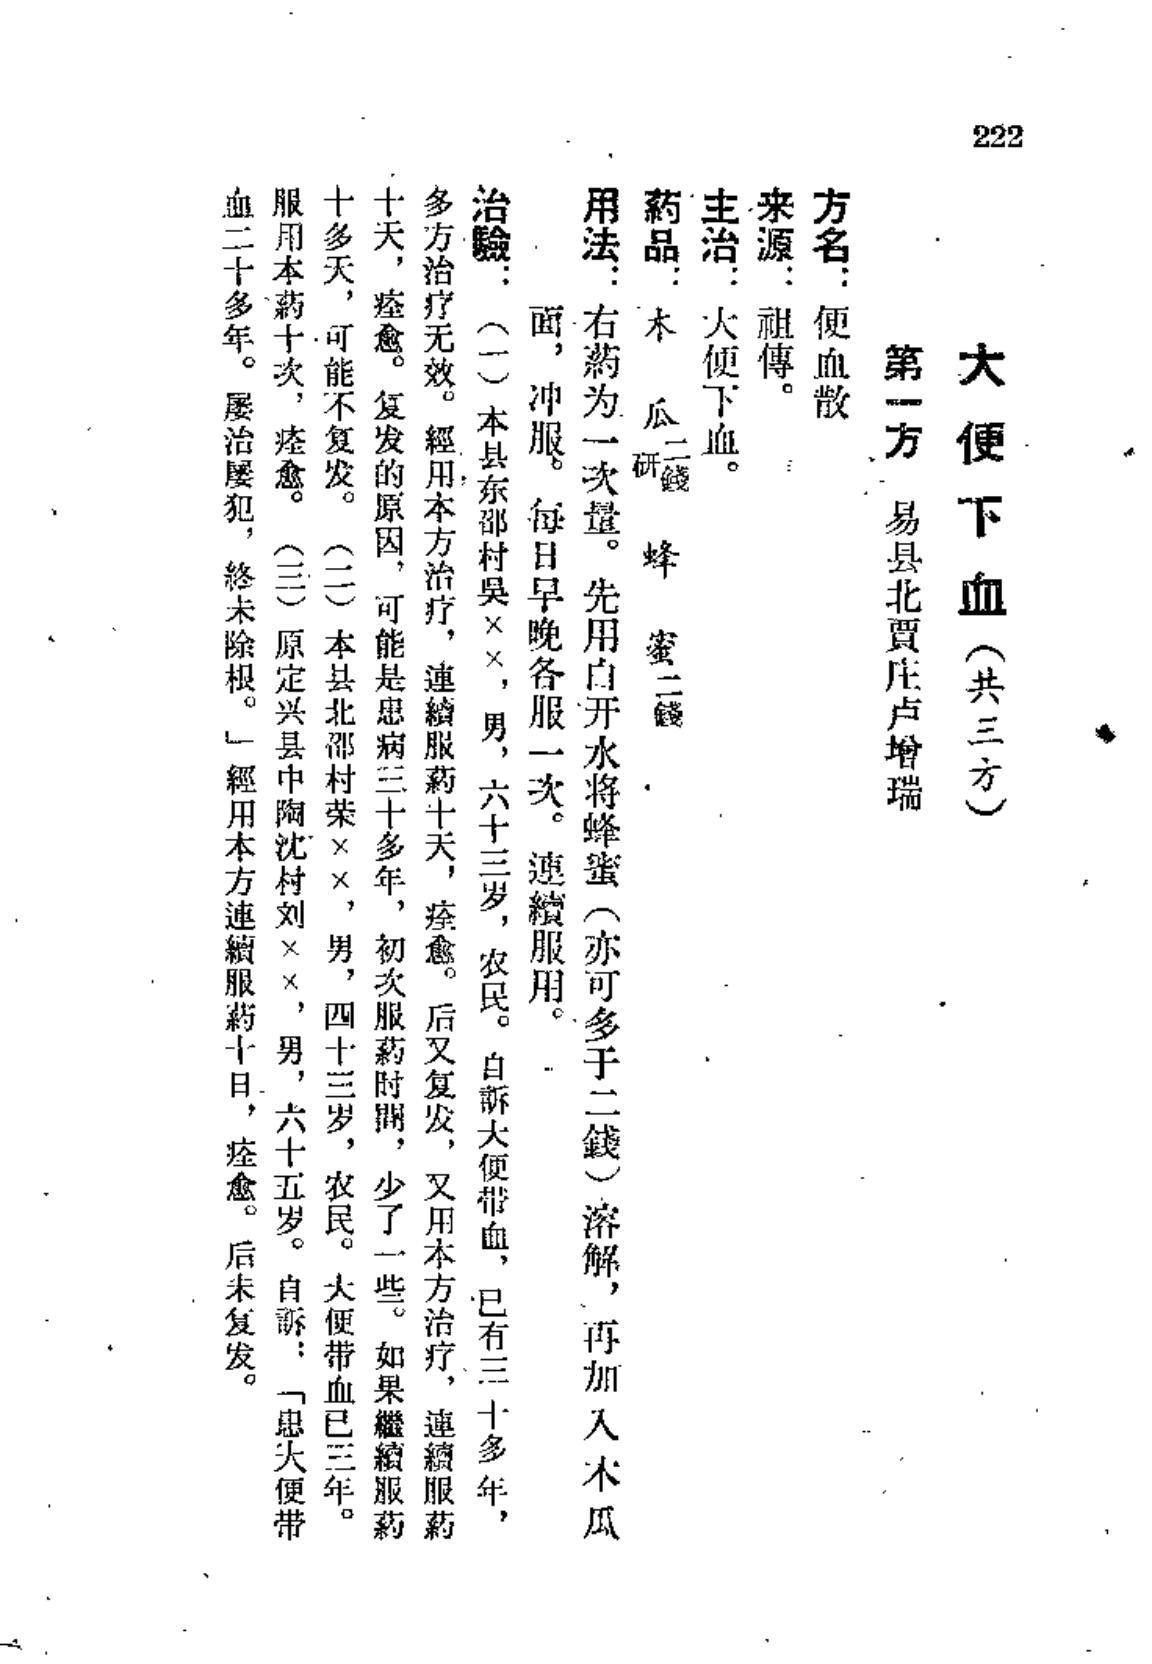 222
大便下血（共三方）
第一方　易县北賈庄卢增瑞
方名：便血散
来源：祖傳。
主治：大便下血。
葯品：木瓜二錢研　蜂蜜二錢
用法：右葯为一次量。先用白开水将蜂蜜（亦可多于二錢）溶解，再加入木瓜
面，冲服。每日早晚各服一次。連續服用。
治驗：（一）本县东邵村吳××，男，六十三岁，农民。自訴大便带血，已有三十多年，
多方治疗无效。經用本方治疗，連續服葯十天，痊愈。后又复发，又用本方治疗，連續服葯
十天，痊愈。复发的原因，可能是患病三十多年，初次服葯时間，少了一些。如果繼續服葯
十多天，可能不复发。（二）本县北邵村荣××，男，四十三岁，农民。大便带血已三年。
服用本葯十次，痊愈。（三）原定兴县中陶沈村刘××，男，六十五岁。自訴：「患大便带
血二十多年。屡治屡犯，終未除根。」經用本方連續服葯十日，痊愈。后未复发。